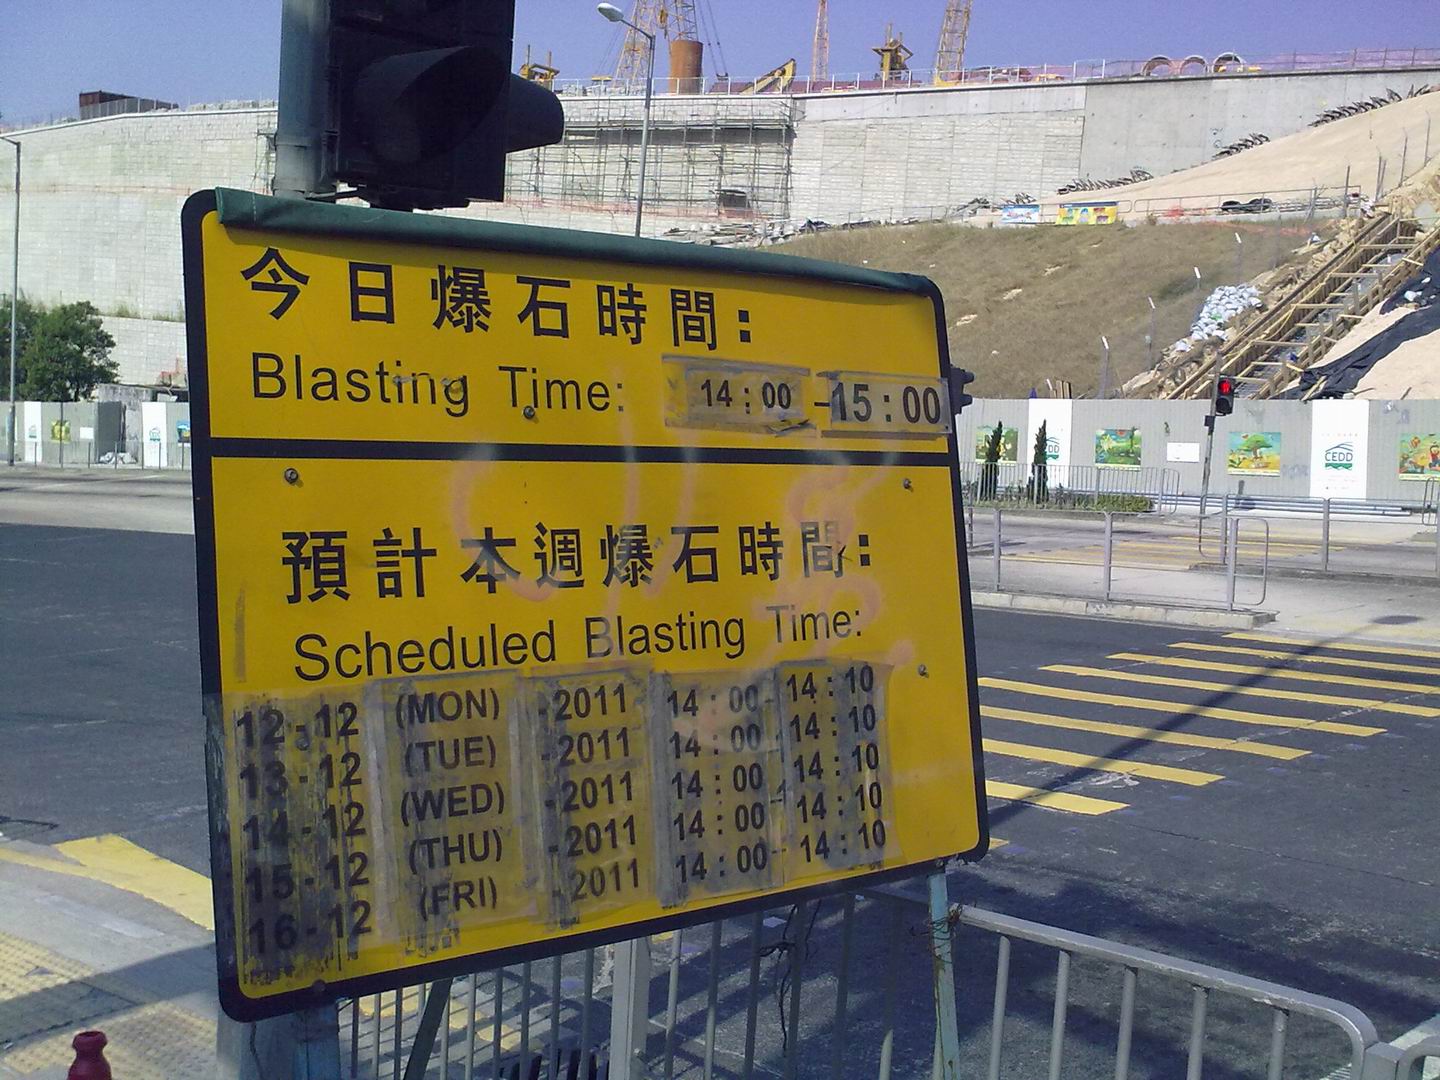 今日爆石時間:
Blasting Time: 14:00 - 15:00
預計本週爆石時間:
Scheduled Blasting Time:
12-12 (MON) -2011 14:00 - 14:10
13-12 (TUE) -2011 14:00 - 14:10
14-12 (WED) -2011 14:00 - 14:10
15-12 (THU) -2011 14:00 - 14:10
16-12 (FRI) -2011 14:00 - 14:10
CEDD
CEDD